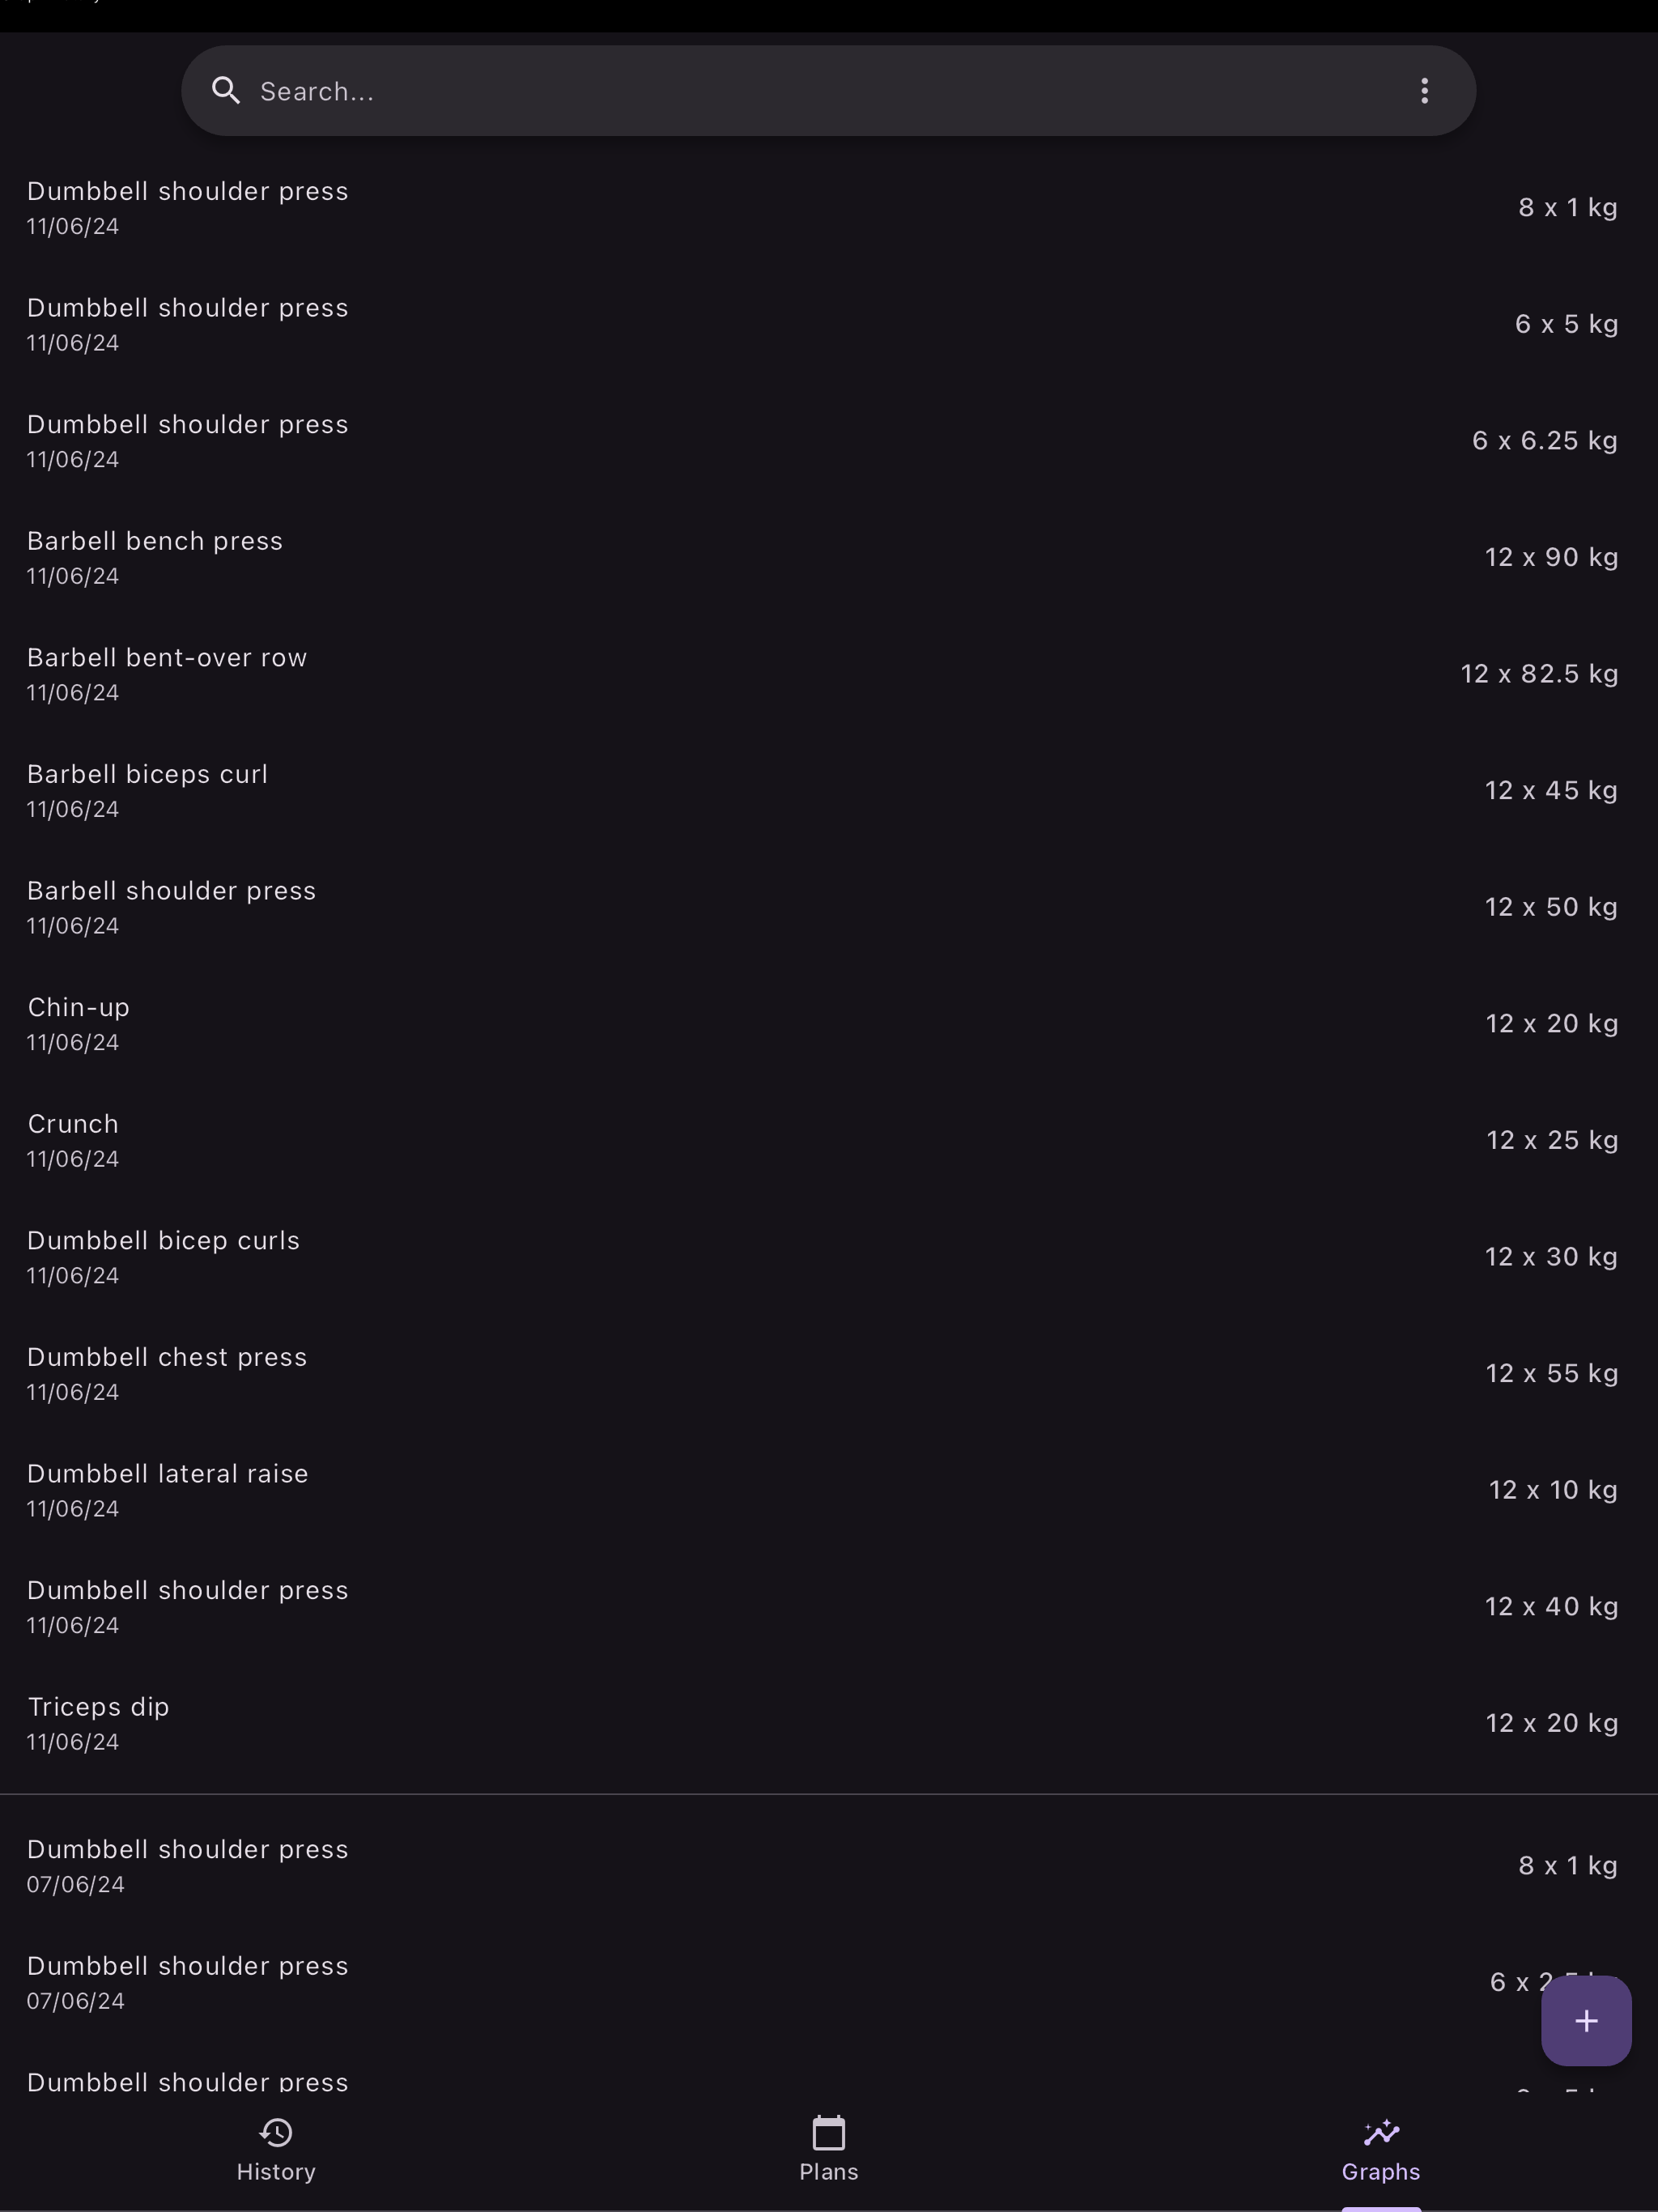 Search...
Dumbbell shoulder press
11/06/24
8 x 1 kg
Dumbbell shoulder press
11/06/24
6 x 5 kg
Dumbbell shoulder press
11/06/24
6 x 6.25 kg
Barbell bench press
11/06/24
12 x 90 kg
Barbell bent-over row
11/06/24
12 x 82.5 kg
Barbell biceps curl
11/06/24
12 x 45 kg
Barbell shoulder press
11/06/24
12 x 50 kg
Chin-up
11/06/24
12 x 20 kg
Crunch
11/06/24
12 x 25 kg
Dumbbell bicep curls
11/06/24
12 x 30 kg
Dumbbell chest press
11/06/24
12 x 55 kg
Dumbbell lateral raise
11/06/24
12 x 10 kg
Dumbbell shoulder press
11/06/24
12 x 40 kg
Triceps dip
11/06/24
12 x 20 kg
Dumbbell shoulder press
07/06/24
8 x 1 kg
Dumbbell shoulder press
07/06/24
6 x
Dumbbell shoulder press
History
Plans
Graphs